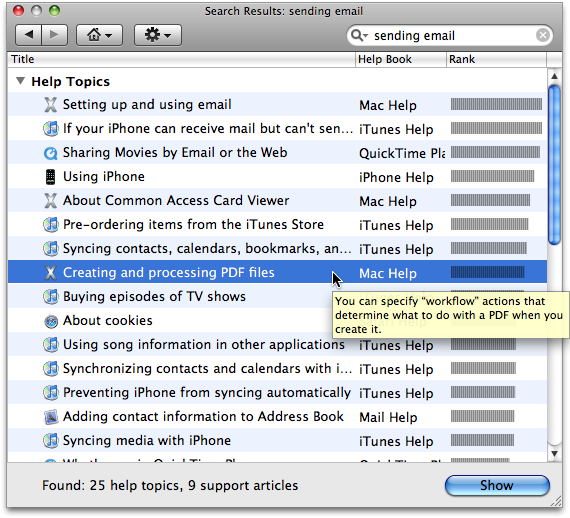 Search Results: sending email
sending email
Title Help Book Rank
Help Topics
Setting up and using email Mac Help
If your iPhone can receive mail but can't sen... iTunes Help
Sharing Movies by Email or the Web QuickTime Pla
Using iPhone iPhone Help
About Common Access Card Viewer Mac Help
Pre-ordering items from the iTunes Store iTunes Help
Syncing contacts, calendars, bookmarks, an... iTunes Help
Creating and processing PDF files Mac Help
Buying episodes of TV shows
You can specify “workflow” actions that
determine what to do with a PDF when you
create it.
About cookies
Using song information in other applications iTunes Help
Synchronizing contacts and calendars with i... iTunes Help
Preventing iPhone from syncing automatically iTunes Help
Adding contact information to Address Book Mail Help
Syncing media with iPhone iTunes Help
Found: 25 help topics, 9 support articles
Show